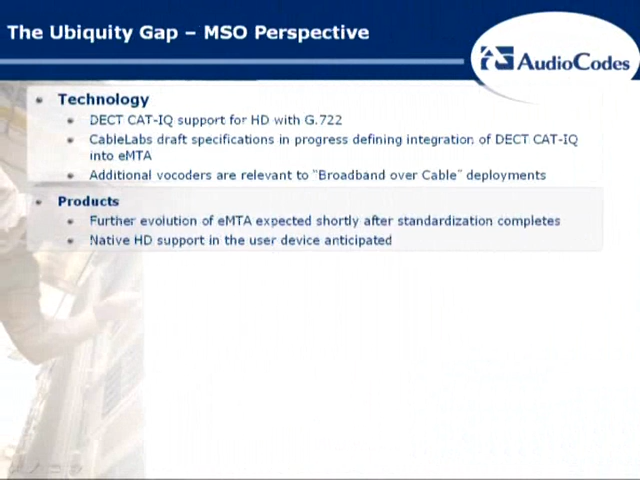 The Ubiquity Gap – MSO Perspective
AudioCodes
Technology
DECT CAT-IQ support for HD with G.722
CableLabs draft specifications in progress defining integration of DECT CAT-IQ
into eMTA
Additional vocoders are relevant to "Broadband over Cable" deployments
Products
Further evolution of eMTA expected shortly after standardization completes
Native HD support in the user device anticipated